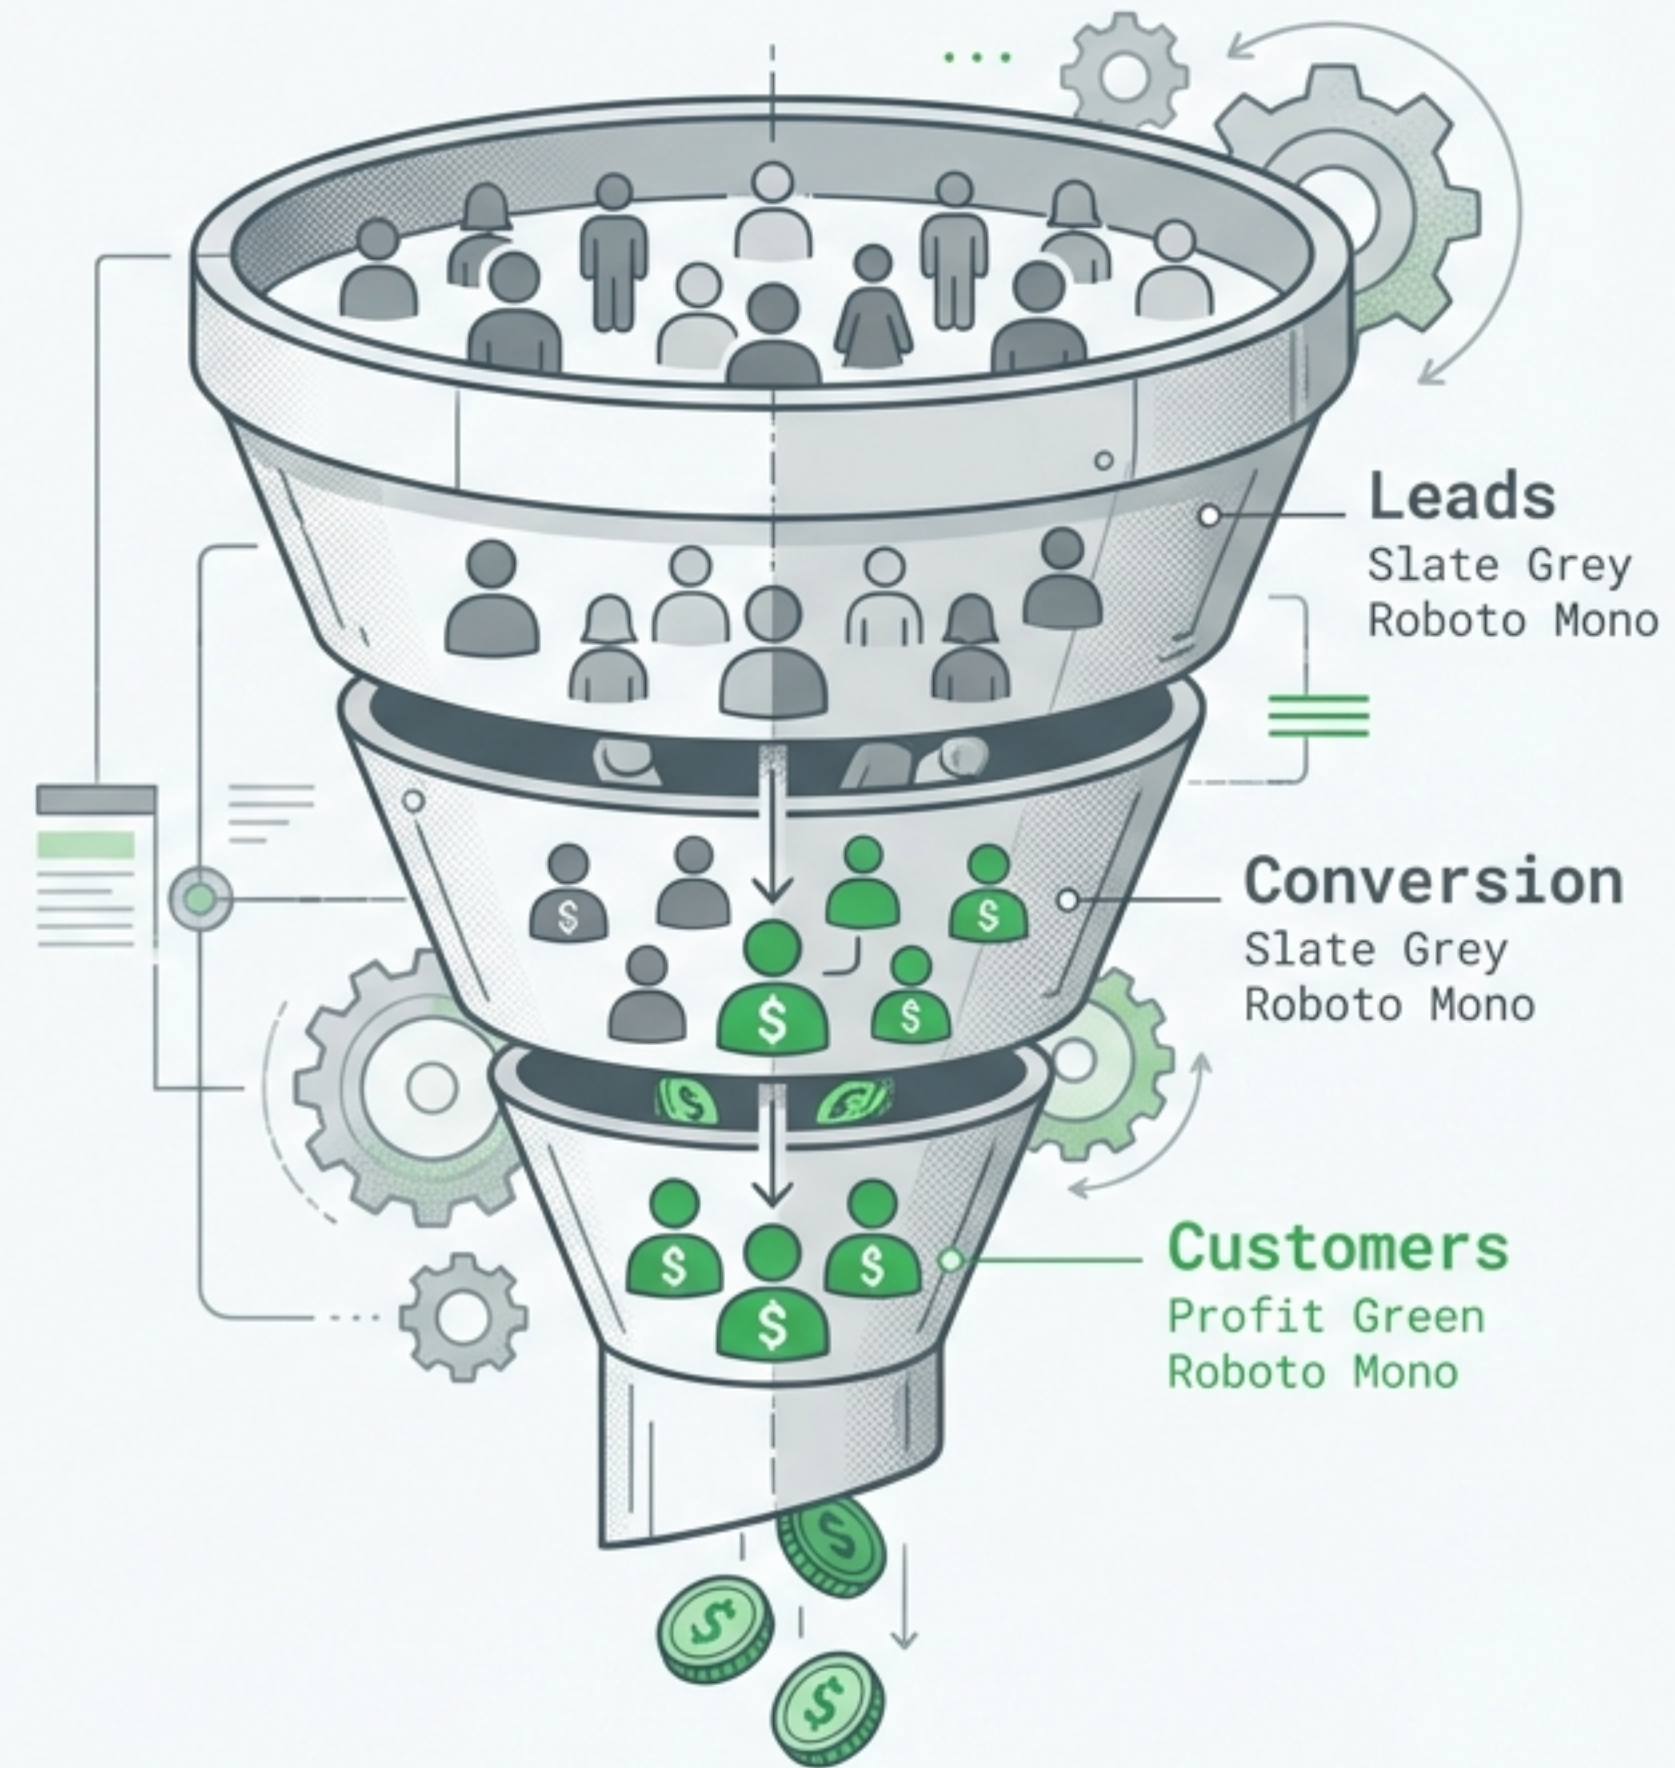 Leads
Slate Grey
Roboto Mono
$
Conversion
$
$
Slate Grey
Roboto Mono
$
$
$
Customers
$
$
Profit Green
$
Roboto Mono
$
$
$